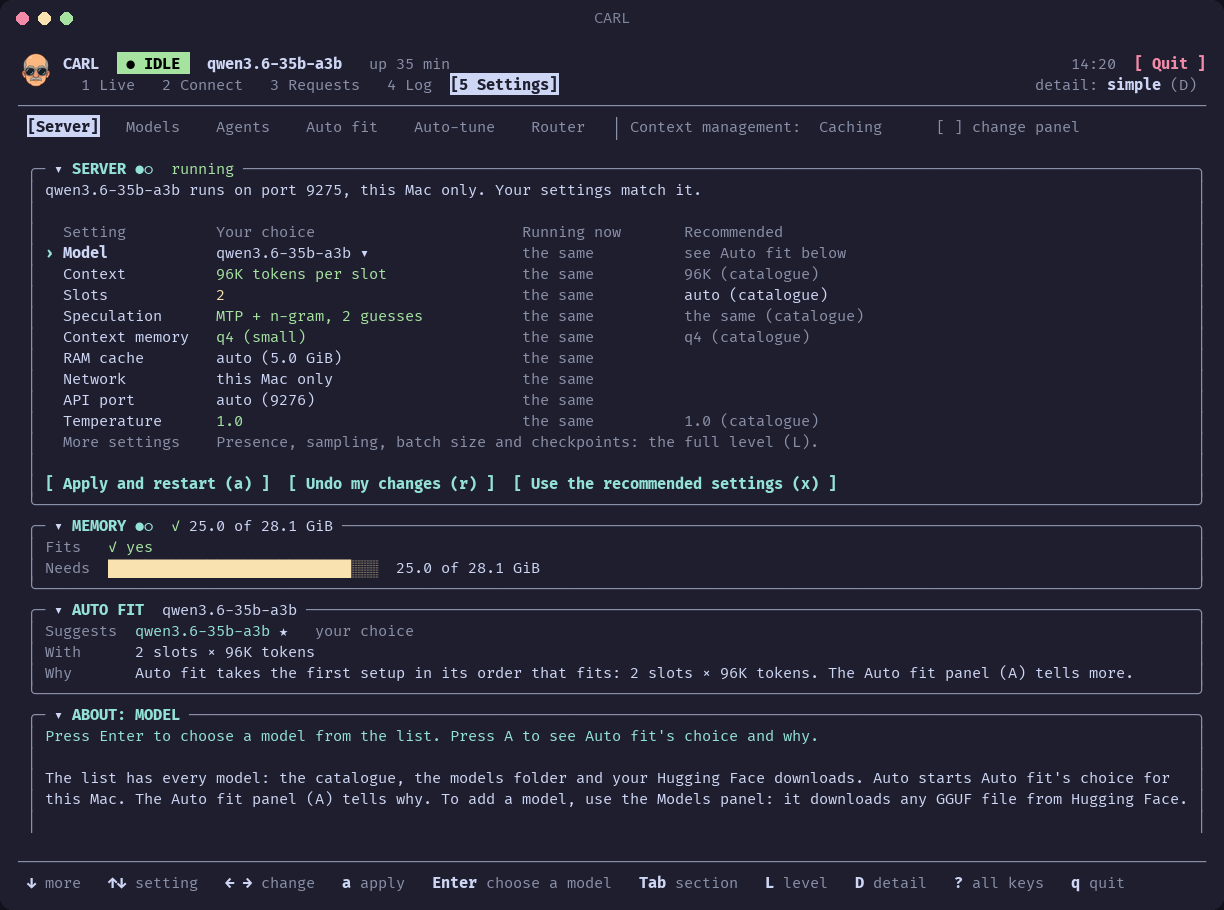 CARL
CARL ● IDLE qwen3.6-35b-a3b up 35 min 14:20 [ Quit ]
1 Live 2 Connect 3 Requests 4 Log [5 Settings] detail: simple (D)
[Server] Models Agents Auto fit Auto-tune Router │ Context management: Caching [ ] change panel
▾ SERVER ●○ running
qwen3.6-35b-a3b runs on port 9275, this Mac only. Your settings match it.
Setting Your choice Running now Recommended
› Model qwen3.6-35b-a3b ▾ the same see Auto fit below
Context 96K tokens per slot the same 96K (catalogue)
Slots 2 the same auto (catalogue)
Speculation MTP + n-gram, 2 guesses the same the same (catalogue)
Context memory q4 (small) the same q4 (catalogue)
RAM cache auto (5.0 GiB) the same
Network this Mac only the same
API port auto (9276) the same
Temperature 1.0 the same 1.0 (catalogue)
More settings Presence, sampling, batch size and checkpoints: the full level (L).
[ Apply and restart (a) ] [ Undo my changes (r) ] [ Use the recommended settings (x) ]
▾ MEMORY ●○ √ 25.0 of 28.1 GiB
Fits √ yes
Needs 25.0 of 28.1 GiB
▾ AUTO FIT qwen3.6-35b-a3b
Suggests qwen3.6-35b-a3b ★ your choice
With 2 slots × 96K tokens
Why Auto fit takes the first setup in its order that fits: 2 slots × 96K tokens. The Auto fit panel (A) tells more.
▾ ABOUT: MODEL
Press Enter to choose a model from the list. Press A to see Auto fit's choice and why.
The list has every model: the catalogue, the models folder and your Hugging Face downloads. Auto starts Auto fit's choice for
this Mac. The Auto fit panel (A) tells why. To add a model, use the Models panel: it downloads any GGUF file from Hugging Face.
↓ more ↑↓ setting ← → change a apply Enter choose a model Tab section L level D detail ? all keys q quit